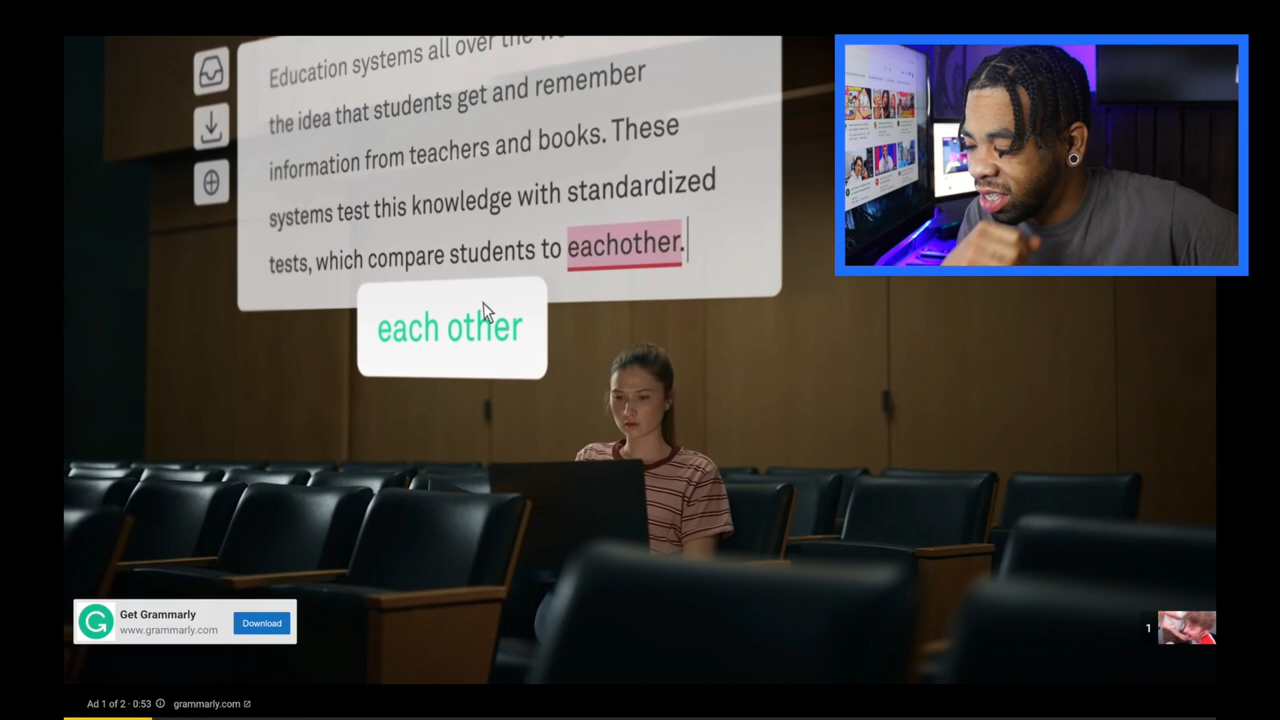 Education systems all over the
the idea that students get and remember
information from teachers and books. These
systems test this knowledge with standardized
tests, which compare students to eachother.
each other
Get Grammarly
www.grammarly.com
Download
1
Ad 1 of 2 · 0:53
grammarly.com